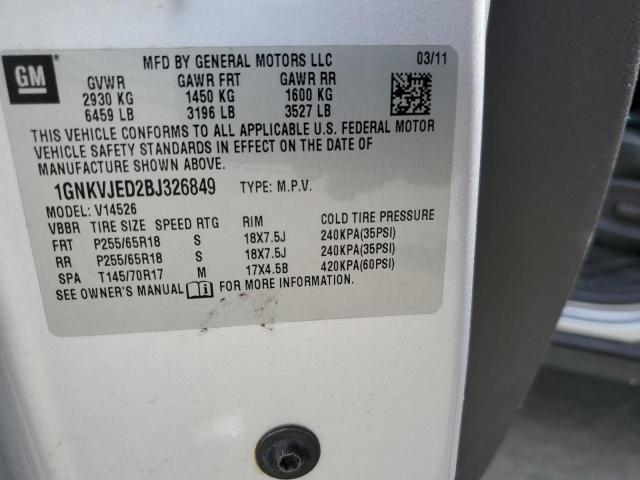 GM
MFD BY GENERAL MOTORS LLC 03/11
GVWR GAWR FRT GAWR RR
2930 KG 1450 KG 1600 KG
6459 LB 3196 LB 3527 LB
THIS VEHICLE CONFORMS TO ALL APPLICABLE U.S. FEDERAL MOTOR
VEHICLE SAFETY STANDARDS IN EFFECT ON THE DATE OF
MANUFACTURE SHOWN ABOVE.
1GNKVJED2BJ326849 TYPE: M.P.V.
MODEL: V14526
VBBR TIRE SIZE SPEED RTG RIM COLD TIRE PRESSURE
FRT P255/65R18 S 18X7.5J 240KPA(35PSI)
RR P255/65R18 S 18X7.5J 240KPA(35PSI)
SPA T145/70R17 M 17X4.5B 420KPA(60PSI)
SEE OWNER'S MANUAL i FOR MORE INFORMATION.